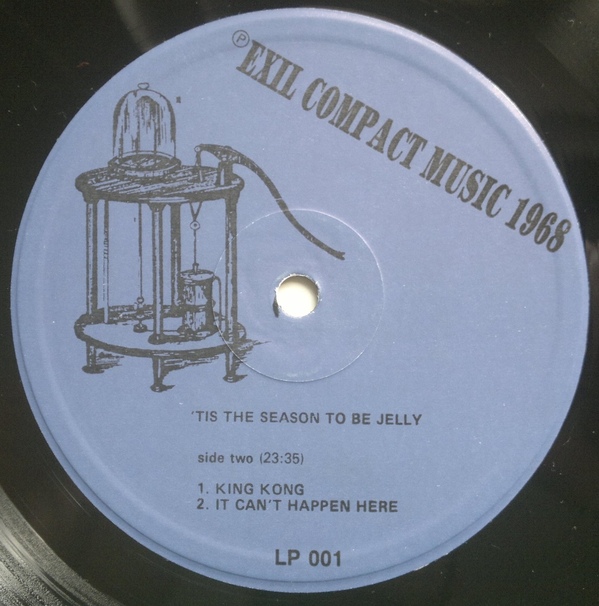 ℗EXIL COMPACT MUSIC 1968
'TIS THE SEASON TO BE JELLY
side two (23:35)
1. KING KONG
2. IT CAN'T HAPPEN HERE
LP 001